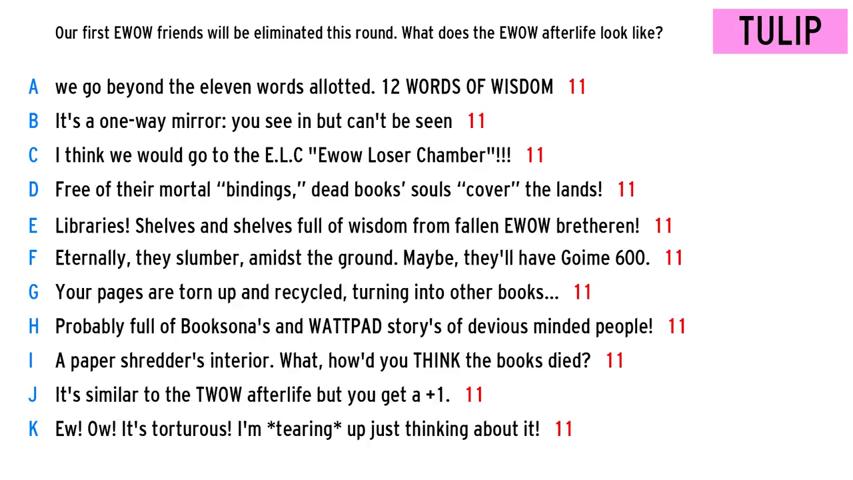 Our first EWOW friends will be eliminated this round. What does the EWOW afterlife look like?
TULIP
A we go beyond the eleven words allotted. 12 WORDS OF WISDOM 11
B It's a one-way mirror: you see in but can't be seen 11
C I think we would go to the E.L.C "Ewow Loser Chamber"!!! 11
D Free of their mortal “bindings,” dead books’ souls “cover” the lands! 11
E Libraries! Shelves and shelves full of wisdom from fallen EWOW bretheren! 11
F Eternally, they slumber, amidst the ground. Maybe, they'll have Goime 600. 11
G Your pages are torn up and recycled, turning into other books... 11
H Probably full of Booksona's and WATTPAD story's of devious minded people! 11
I A paper shredder's interior. What, how'd you THINK the books died? 11
J It's similar to the TWOW afterlife but you get a +1. 11
K Ew! Ow! It's torturous! I'm *tearing* up just thinking about it! 11